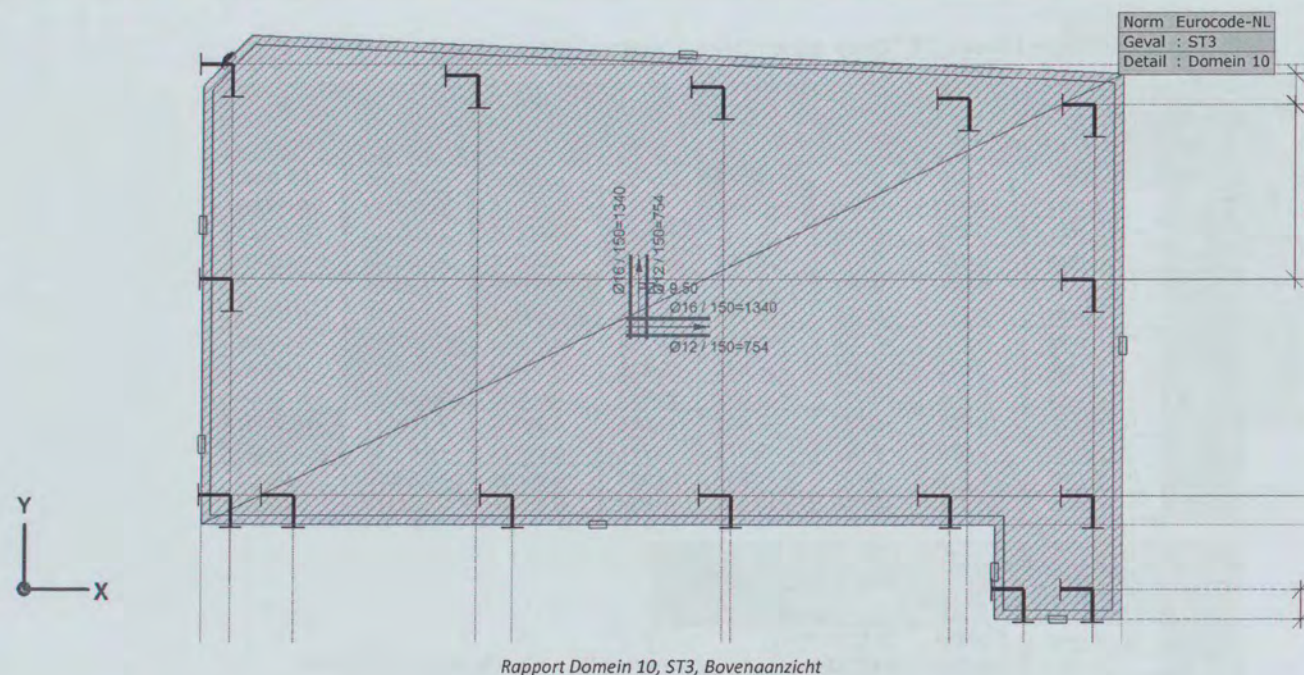 Norm Eurocode-NL
Geval : ST3
Detail : Domein 10
Ø16 / 150=1340
Ø12 / 150=754
9.50
Ø16 / 150=1340
Ø12 / 150=754
Y
X
Rapport Domein 10, ST3, Bovenaanzicht